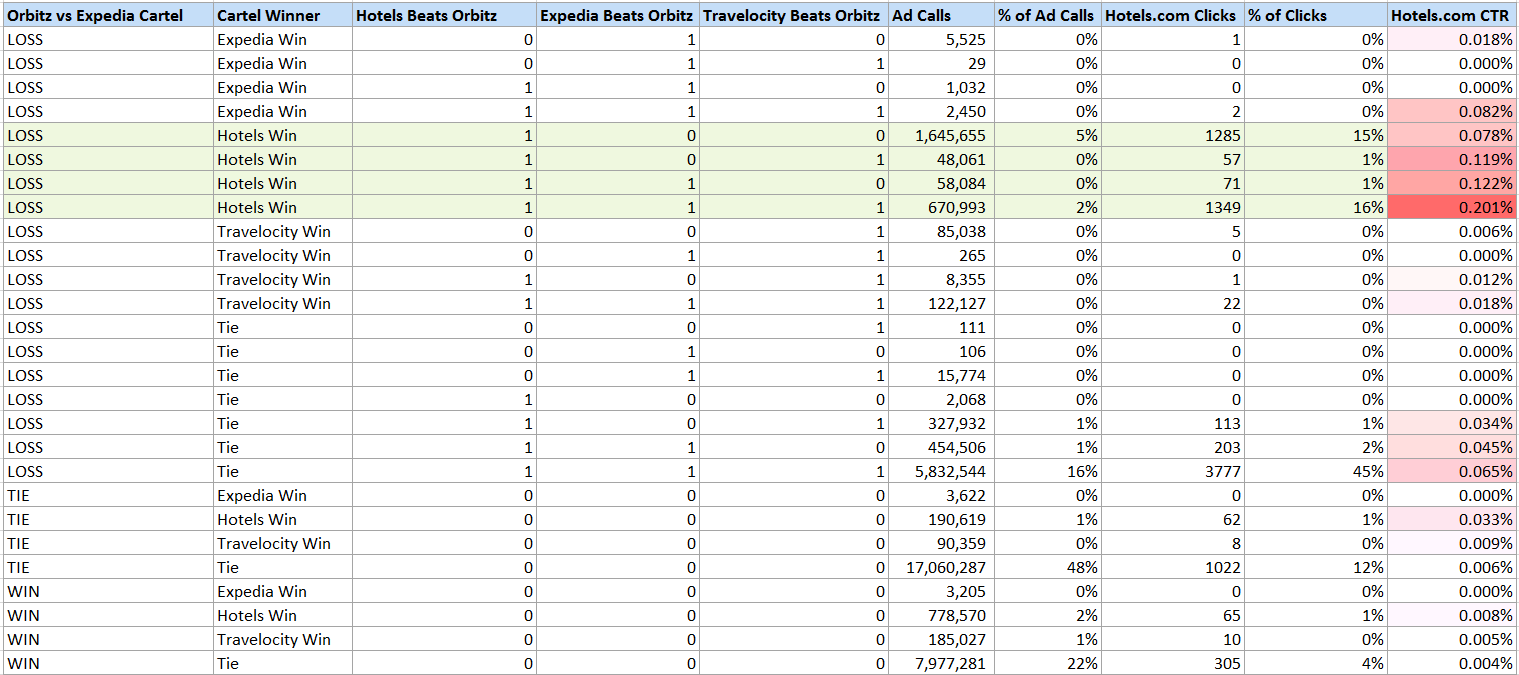 Orbitz vs Expedia Cartel Cartel Winner Hotels Beats Orbitz Expedia Beats Orbitz Travelocity Beats Orbitz Ad Calls % of Ad Calls Hotels.com Clicks % of Clicks Hotels.com CTR
LOSS Expedia Win 0 1 0 5,525 0% 1 0% 0.018%
LOSS Expedia Win 0 1 1 29 0% 0 0% 0.000%
LOSS Expedia Win 1 1 0 1,032 0% 0 0% 0.000%
LOSS Expedia Win 1 1 1 2,450 0% 2 0% 0.082%
LOSS Hotels Win 1 0 0 1,645,655 5% 1285 15% 0.078%
LOSS Hotels Win 1 0 1 48,061 0% 57 1% 0.119%
LOSS Hotels Win 1 1 0 58,084 0% 71 1% 0.122%
LOSS Hotels Win 1 1 1 670,993 2% 1349 16% 0.201%
LOSS Travelocity Win 0 0 1 85,038 0% 5 0% 0.006%
LOSS Travelocity Win 0 1 1 265 0% 0 0% 0.000%
LOSS Travelocity Win 1 0 1 8,355 0% 1 0% 0.012%
LOSS Travelocity Win 1 1 1 122,127 0% 22 0% 0.018%
LOSS Tie 0 0 1 111 0% 0 0% 0.000%
LOSS Tie 0 1 0 106 0% 0 0% 0.000%
LOSS Tie 0 1 1 15,774 0% 0 0% 0.000%
LOSS Tie 1 0 0 2,068 0% 0 0% 0.000%
LOSS Tie 1 0 1 327,932 1% 113 1% 0.034%
LOSS Tie 1 1 0 454,506 1% 203 2% 0.045%
LOSS Tie 1 1 1 5,832,544 16% 3777 45% 0.065%
TIE Expedia Win 0 0 0 3,622 0% 0 0% 0.000%
TIE Hotels Win 0 0 0 190,619 1% 62 1% 0.033%
TIE Travelocity Win 0 0 0 90,359 0% 8 0% 0.009%
TIE Tie 0 0 0 17,060,287 48% 1022 12% 0.006%
WIN Expedia Win 0 0 0 3,205 0% 0 0% 0.000%
WIN Hotels Win 0 0 0 778,570 2% 65 1% 0.008%
WIN Travelocity Win 0 0 0 185,027 1% 10 0% 0.005%
WIN Tie 0 0 0 7,977,281 22% 305 4% 0.004%